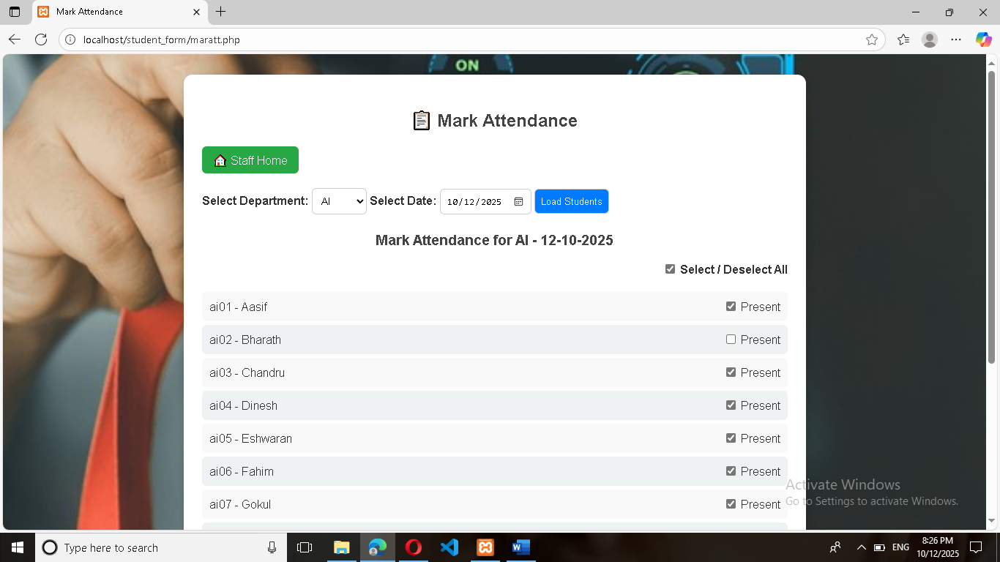 Mark Attendance
localhost/student_form/maratt.php
ON
📋 Mark Attendance
🏠 Staff Home
Select Department: AI Select Date: 10/12/2025 Load Students
Mark Attendance for AI - 12-10-2025
Select / Deselect All
ai01 - Aasif Present
ai02 - Bharath Present
ai03 - Chandru Present
ai04 - Dinesh Present
ai05 - Eshwaran Present
ai06 - Fahim Present
ai07 - Gokul Present
Activate Windows
Go to Settings to activate Windows.
Type here to search
ENG
8:26 PM
10/12/2025